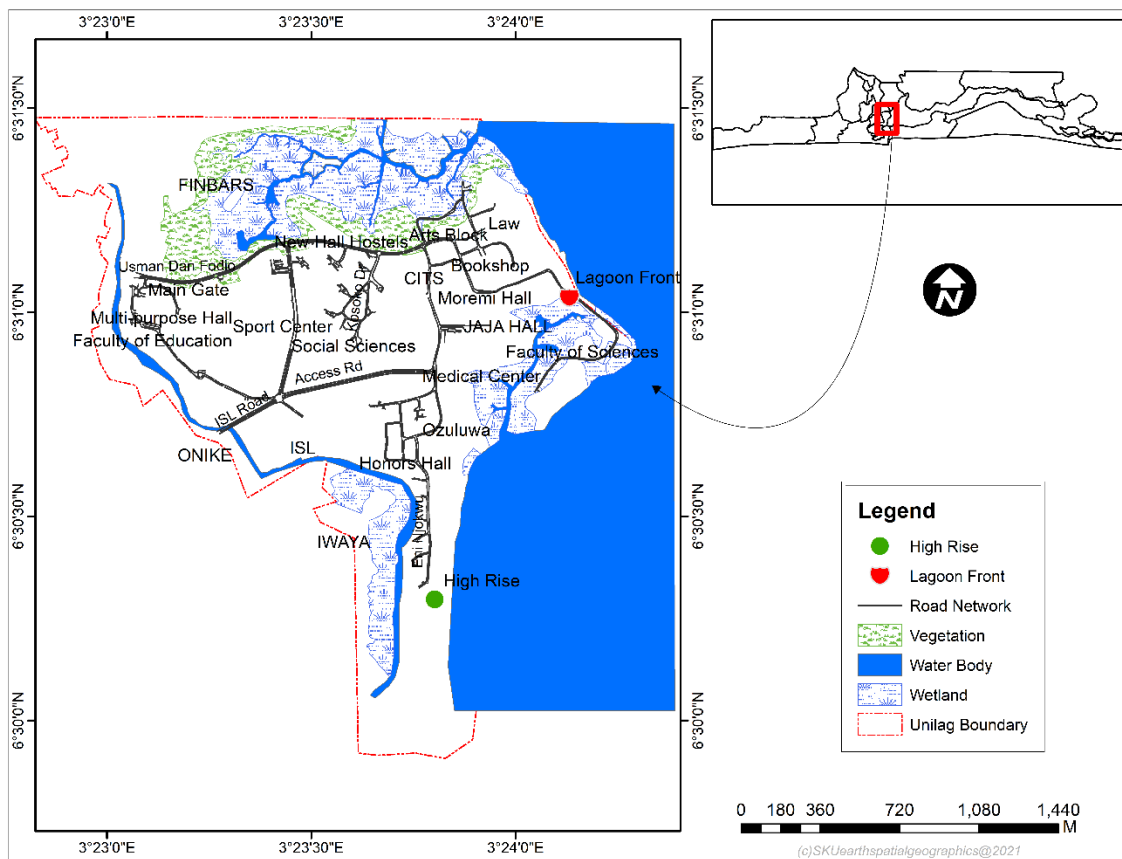 3°23'0"E
3°23'30"E
3°24'0"E
6°31'30"N
6°31'30"N
FINBARS
Law
New Hall Hostels
Arts Block
Usman Dan Fodio
Bookshop
Lagoon Front
CITS
Main Gate
Kosoko D
Moremi Hall
Multi-purpose Hall
Sport Center
JAJA HALL
6°31'0"N
6°31'0"N
Faculty of Education
Social Sciences
Faculty of Sciences
Access Rd
Medical Center
ISL Road
Ozuluwa
ONIKE
ISL
Honors Hall
6°30'30"N
6°30'30"N
IWAYA
High Rise
6°30'0"N
6°30'0"N
3°23'0"E
3°23'30"E
3°24'0"E
N
Legend
High Rise
Lagoon Front
Road Network
Vegetation
Water Body
Wetland
Unilag Boundary
0 180 360 720 1,080 1,440
M
(c)SKUearthspatialgeographics@2021